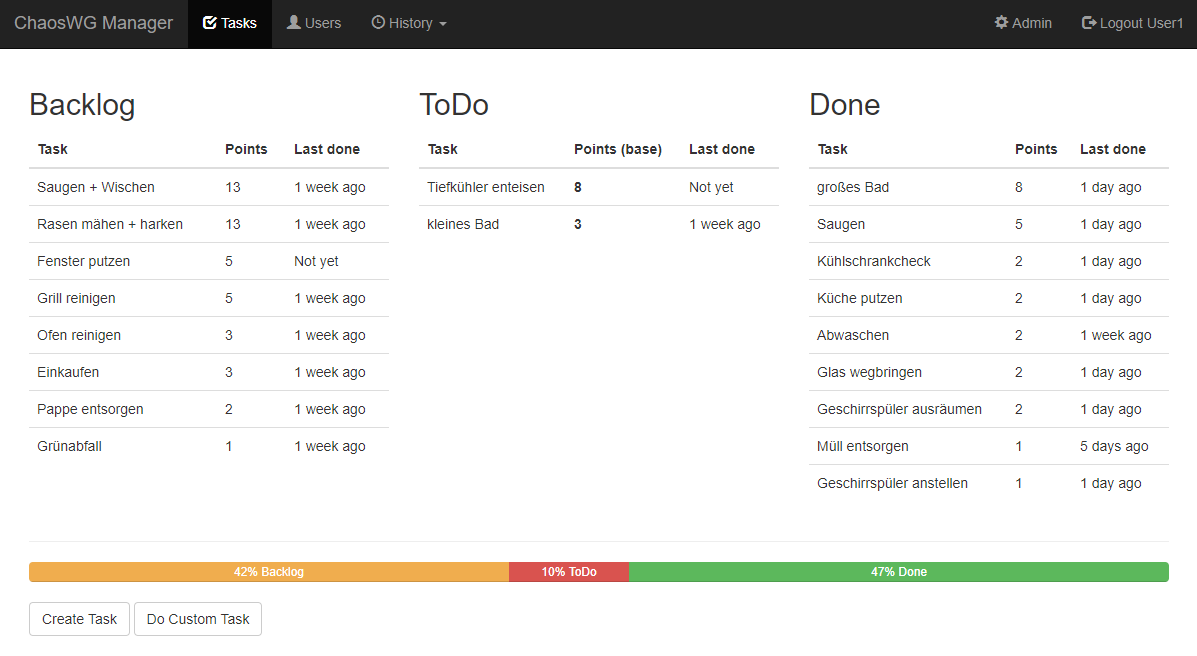 ChaosWG Manager Tasks Users History Admin Logout User1
Backlog
Task Points Last done
Saugen + Wischen 13 1 week ago
Rasen mähen + harken 13 1 week ago
Fenster putzen 5 Not yet
Grill reinigen 5 1 week ago
Ofen reinigen 3 1 week ago
Einkaufen 3 1 week ago
Pappe entsorgen 2 1 week ago
Grünabfall 1 1 week ago
ToDo
Task Points (base) Last done
Tiefkühler enteisen 8 Not yet
kleines Bad 3 1 week ago
Done
Task Points Last done
großes Bad 8 1 day ago
Saugen 5 1 day ago
Kühlschrankcheck 2 1 day ago
Küche putzen 2 1 day ago
Abwaschen 2 1 week ago
Glas wegbringen 2 1 day ago
Geschirrspüler ausräumen 2 1 day ago
Müll entsorgen 1 5 days ago
Geschirrspüler anstellen 1 1 day ago
42% Backlog 10% ToDo 47% Done
Create Task Do Custom Task